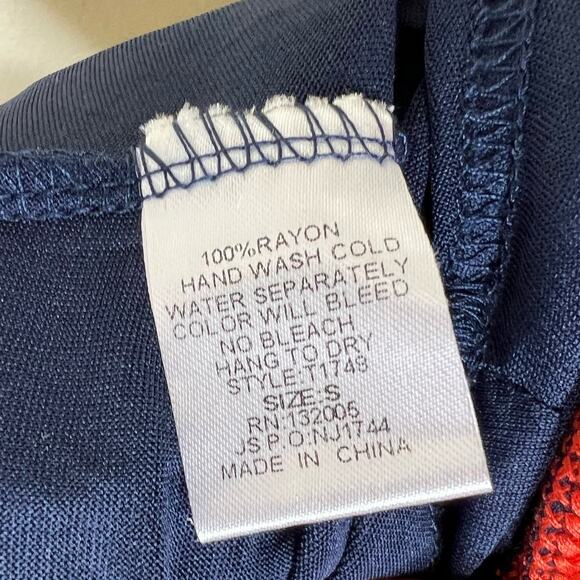 100%RAYON
HAND WASH COLD
WATER SEPARATELY
COLOR WILL BLEED
NO BLEACH
HANG TO DRY
STYLE:T1748
SIZE:S
RN:132005
JS P.O:NJ1744
MADE IN CHINA